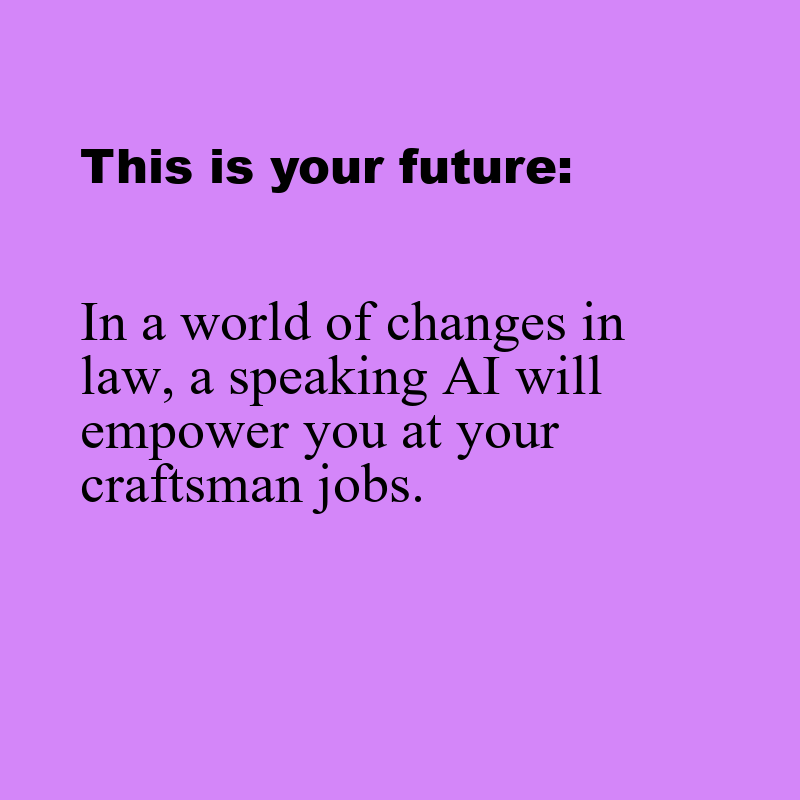 This is your future:
In a world of changes in
law, a speaking AI will
empower you at your
craftsman jobs.